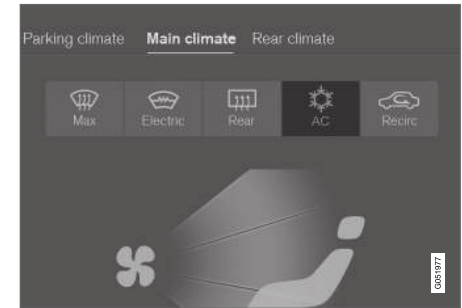 Parking climate Main climate Rear climate
Max Electric Rear AC Recirc
G051977